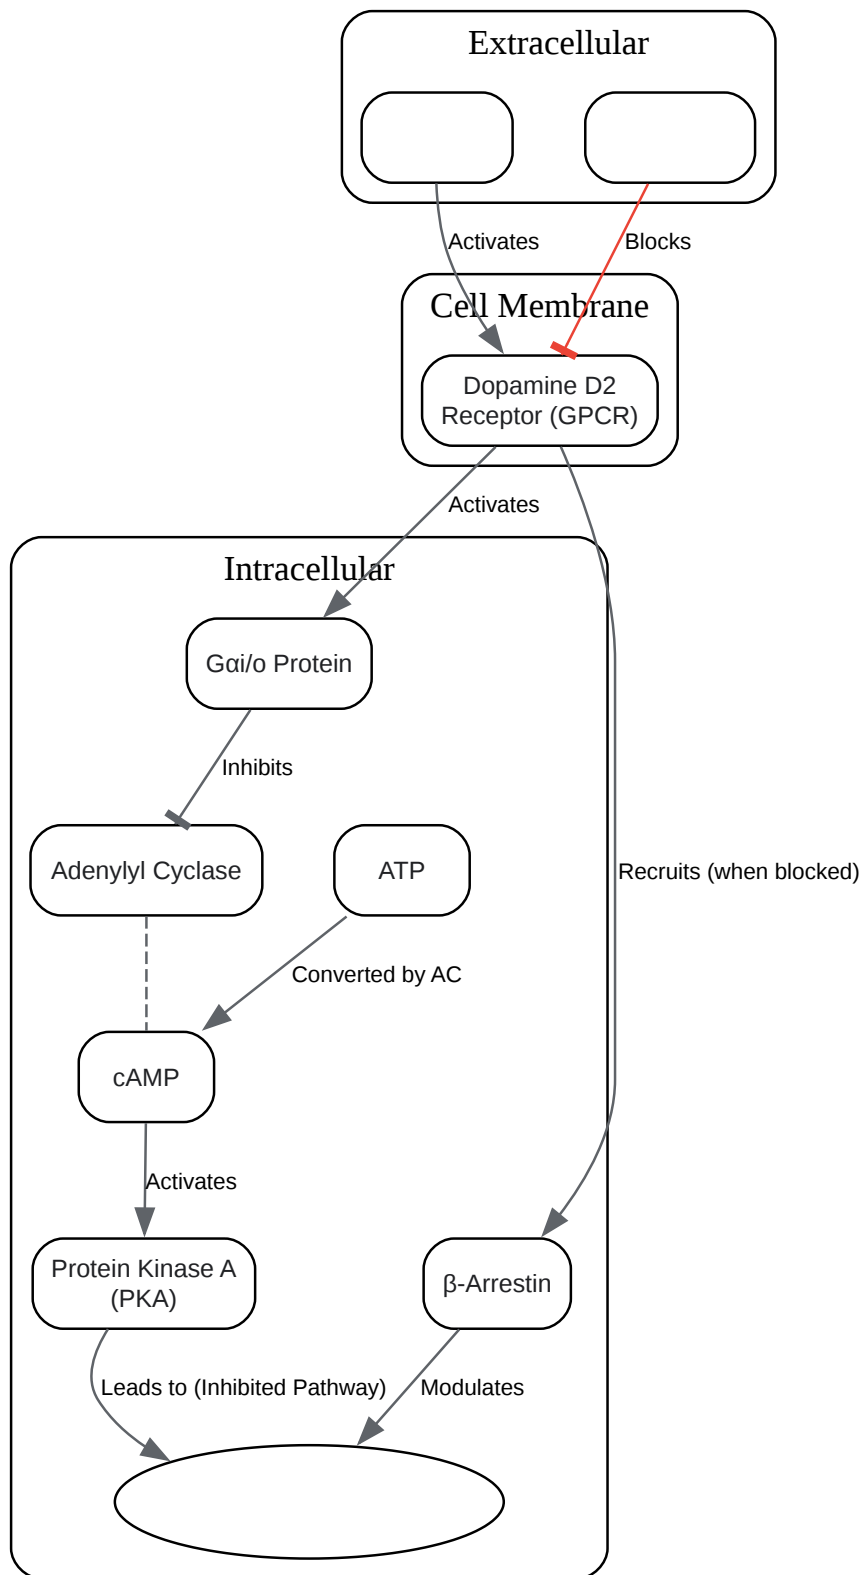 Extracellular
Activates
Blocks
Cell Membrane
Dopamine D2
Receptor (GPCR)
Activates
Intracellular
Gαi/o Protein
Inhibits
Adenylyl Cyclase
ATP
Recruits (when blocked)
Converted by AC
cAMP
Activates
Protein Kinase A
(PKA)
β-Arrestin
Leads to (Inhibited Pathway)
Modulates